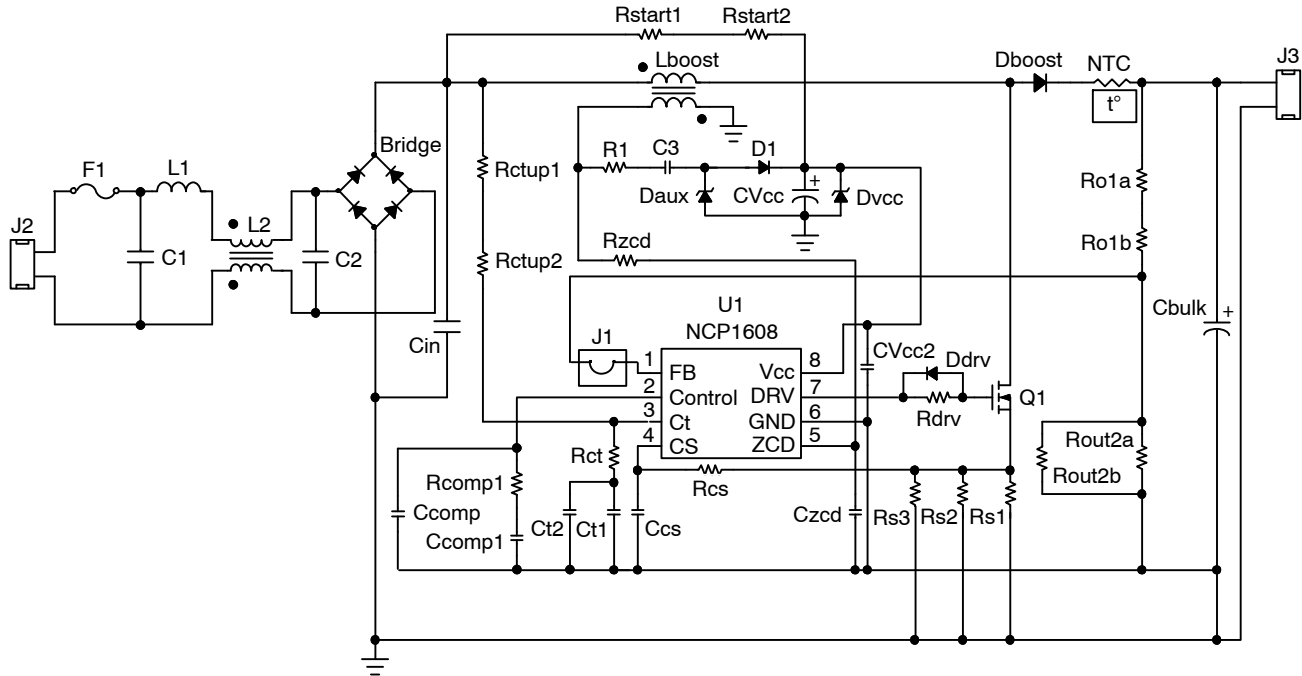 Rstart1
Rstart2
Lboost
Dboost
NTC
t°
J3
Bridge
F1
L1
R1
C3
D1
Rctup1
Daux
CVcc
+
Dvcc
Ro1a
J2
L2
Rzcd
Ro1b
C1
C2
Rctup2
U1
NCP1608
Cbulk
+
Cin
J1
CVcc2
Ddrv
1
FB
Vcc
8
2
Control
DRV
7
Q1
3
Ct
GND
6
Rdrv
4
CS
ZCD
5
Rout2a
Rct
Rout2b
Rcomp1
Rcs
Ccomp
Czcd
Rs3
Rs2
Rs1
Ccomp1
Ct2
Ct1
Ccs